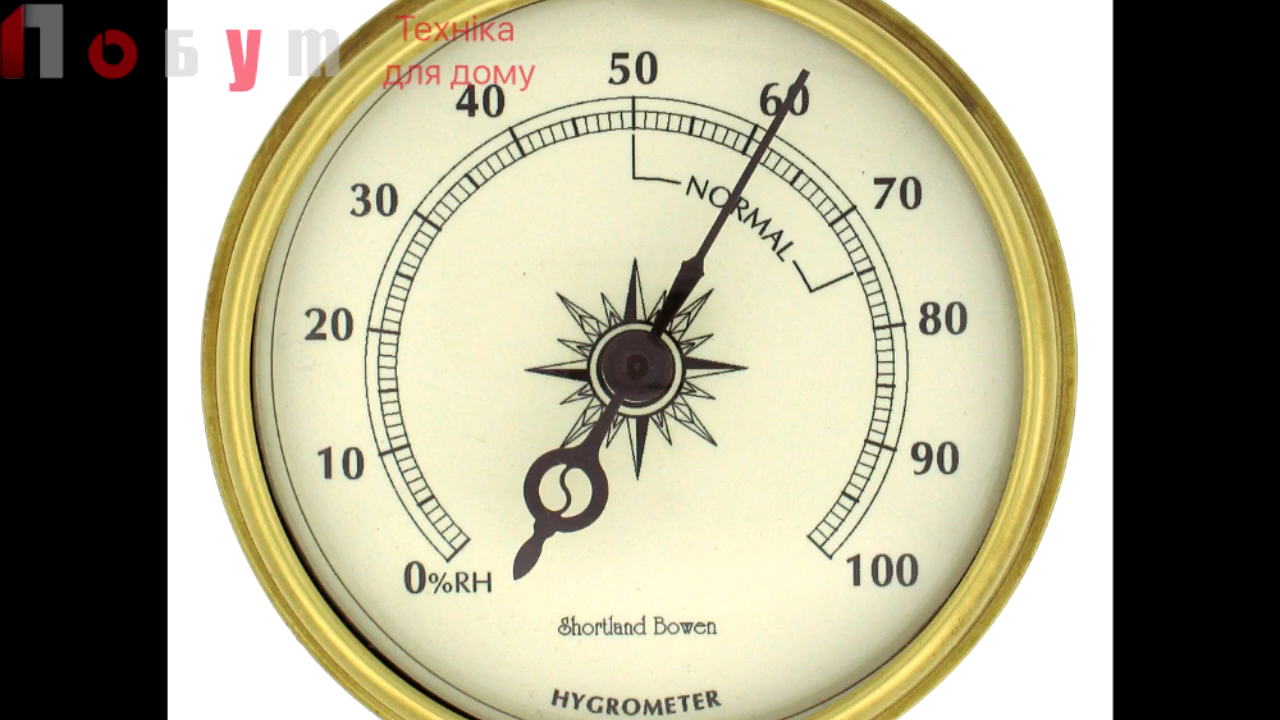 Побут
Техніка
для дому
0%RH
10
20
30
40
50
60
70
80
90
100
NORMAL
Shortland Bowen
HYGROMETER